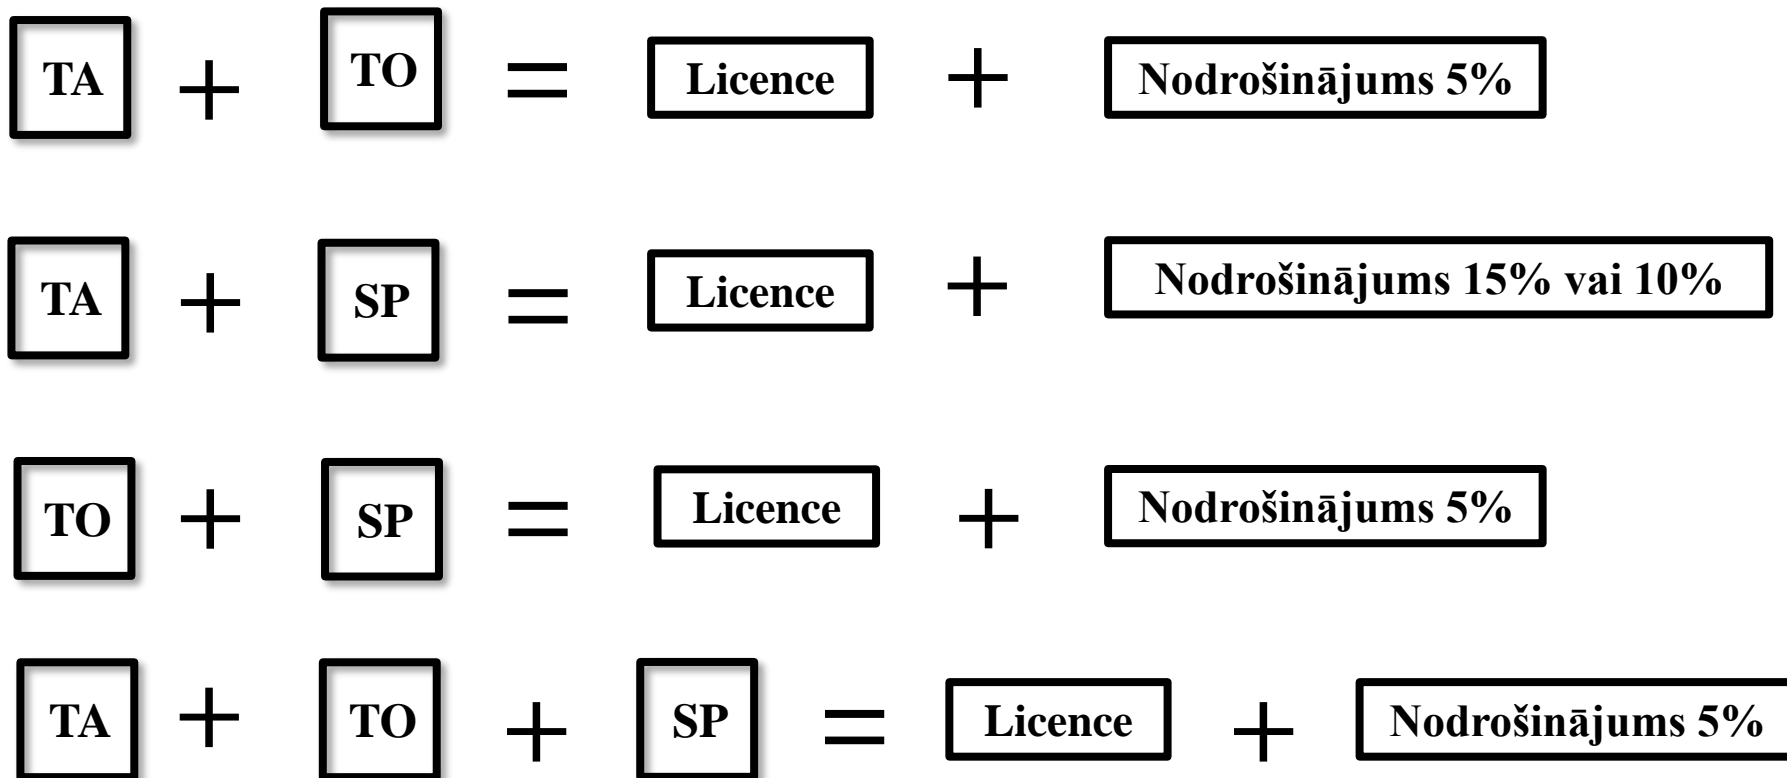 TA + TO = Licence + Nodrošinājums 5%
TA + SP = Licence + Nodrošinājums 15% vai 10%
TO + SP = Licence + Nodrošinājums 5%
TA + TO + SP = Licence + Nodrošinājums 5%